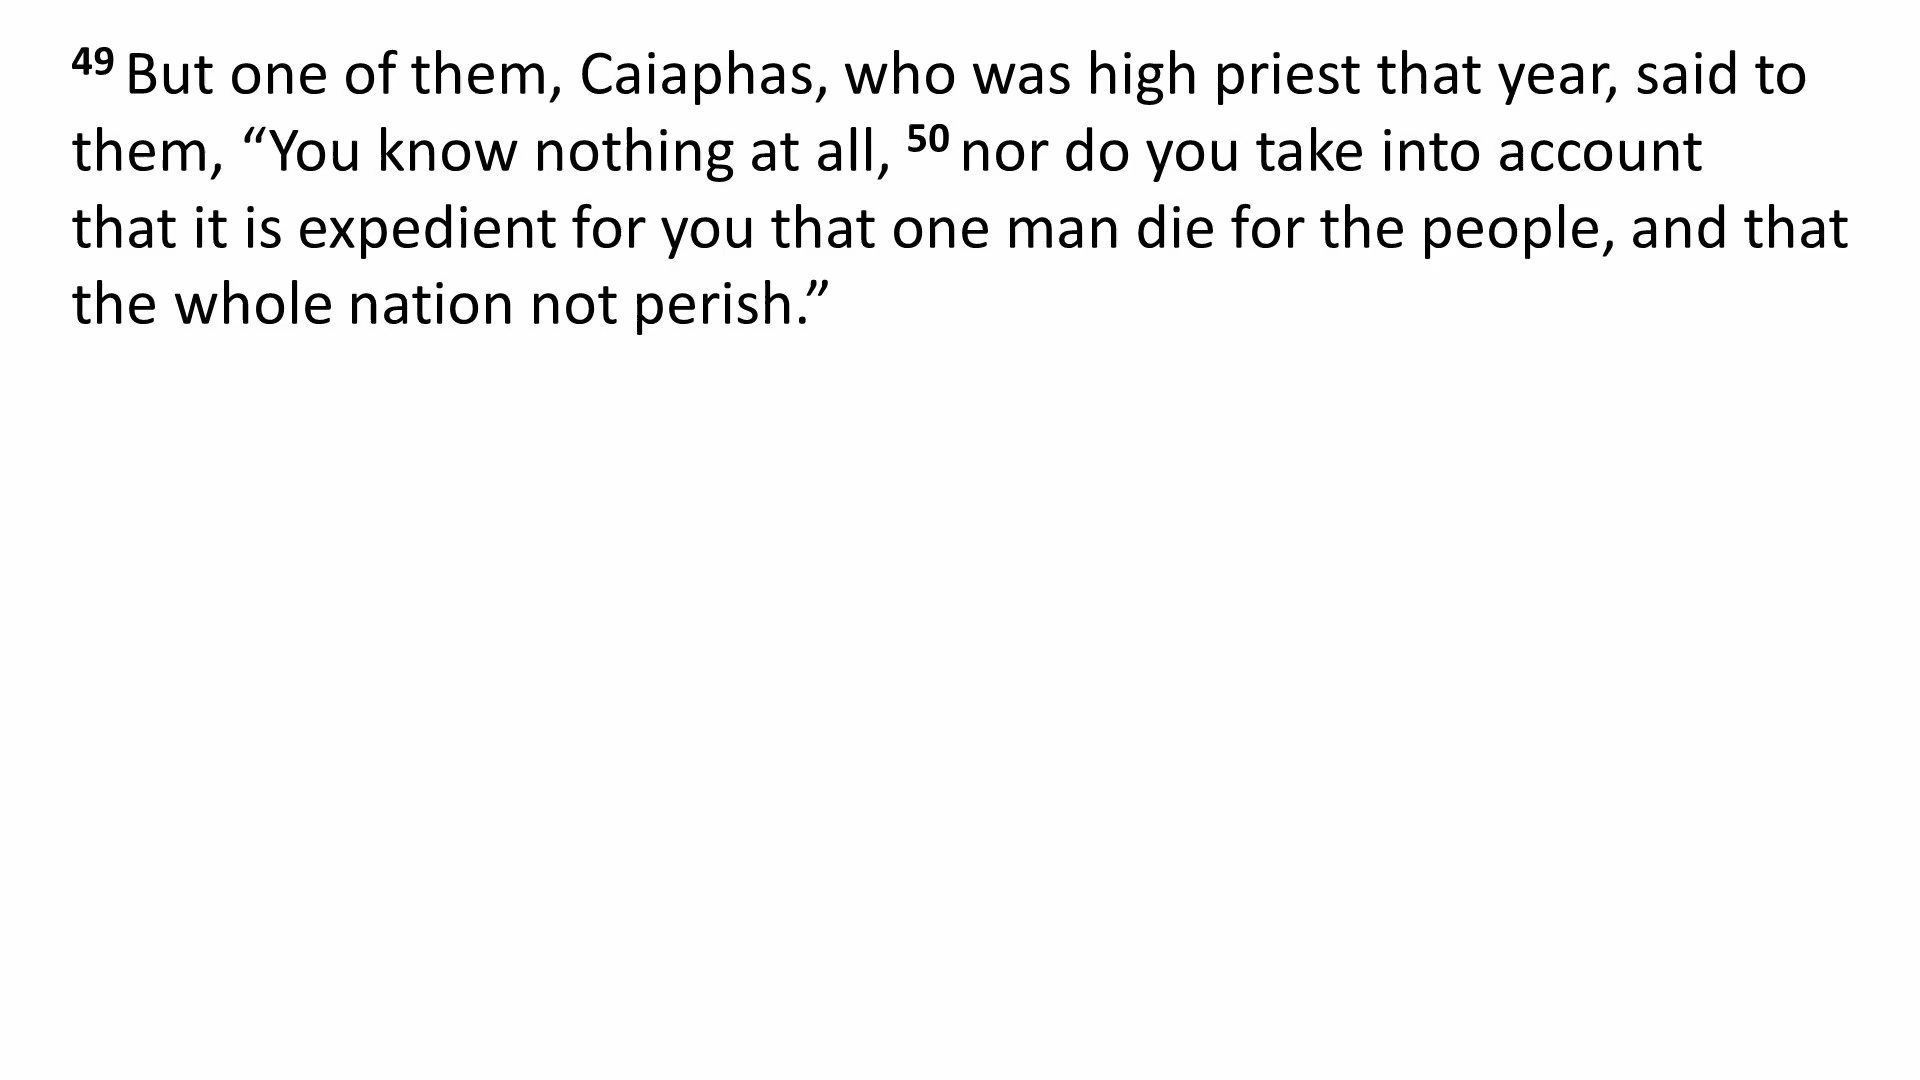 49 But one of them, Caiaphas, who was high priest that year, said to
them, “You know nothing at all, 50 nor do you take into account
that it is expedient for you that one man die for the people, and that
the whole nation not perish.”